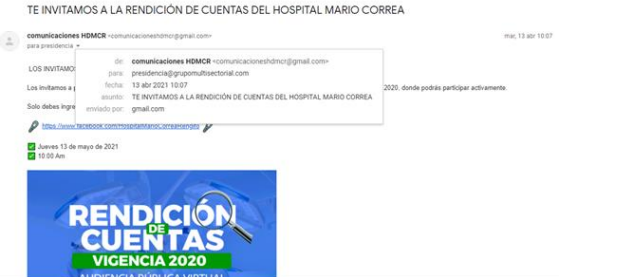 TE INVITAMOS A LA RENDICIÓN DE CUENTAS DEL HOSPITAL MARIO CORREA
comunicaciones HDMCR <comunicacioneshdmcr@gmail.com>
mar, 13 abr 10:07
para presidencia
de: comunicaciones HDMCR <comunicacioneshdmcr@gmail.com>
LOS INVITAMO
para: presidencia@grupomultisectorial.com
fecha: 13 abr 2021 10:07
Los invitamos a p 2020, donde podrás participar activamente.
asunto: TE INVITAMOS A LA RENDICIÓN DE CUENTAS DEL HOSPITAL MARIO CORREA
Solo debes ingre
enviado por: gmail.com
https://www.facebook.com/HospitalMarioCorreaRengifo
Jueves 13 de mayo de 2021
10:00 Am
RENDICIÓN
DE
CUENTAS
VIGENCIA 2020
AUDIENCIA PÚBLICA VIRTUAL